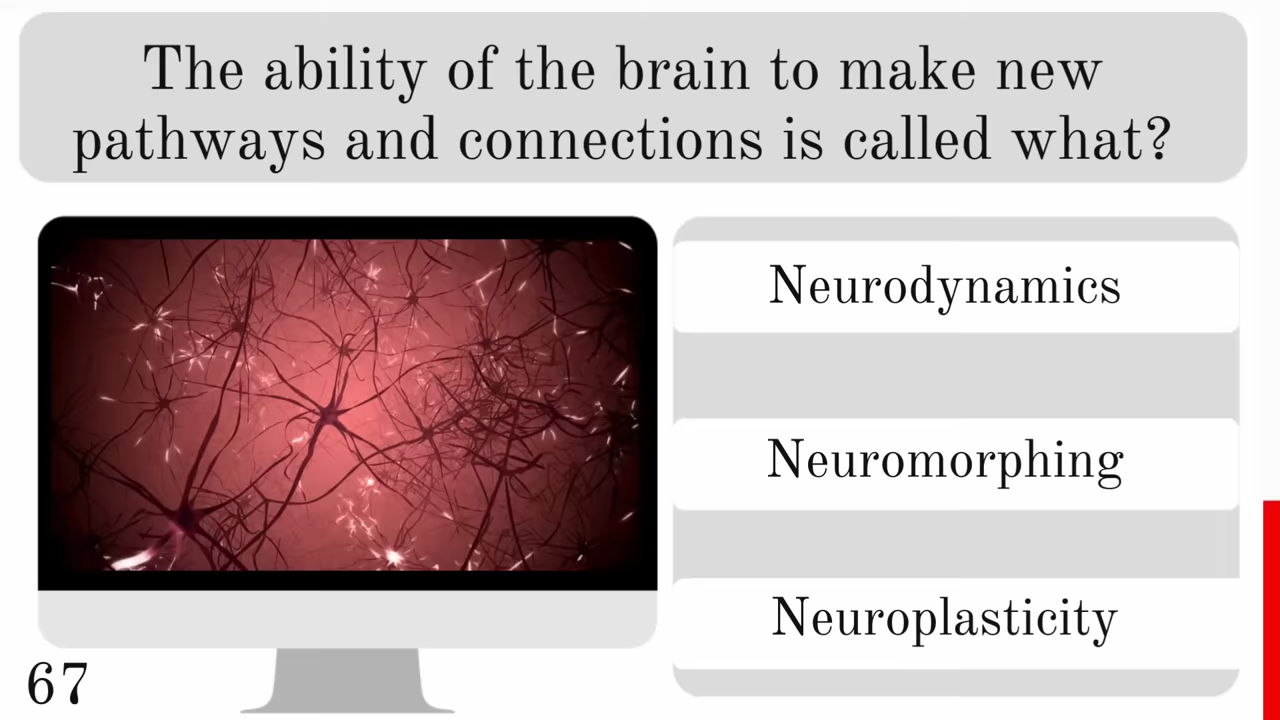 The ability of the brain to make new
pathways and connections is called what?
Neurodynamics
Neuromorphing
Neuroplasticity
67